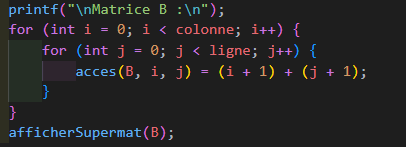 printf("\nMatrice B :\n");
for (int i = 0; i < colonne; i++) {
for (int j = 0; j < ligne; j++) {
acces(B, i, j) = (i + 1) + (j + 1);
}
}
afficherSupermat(B);